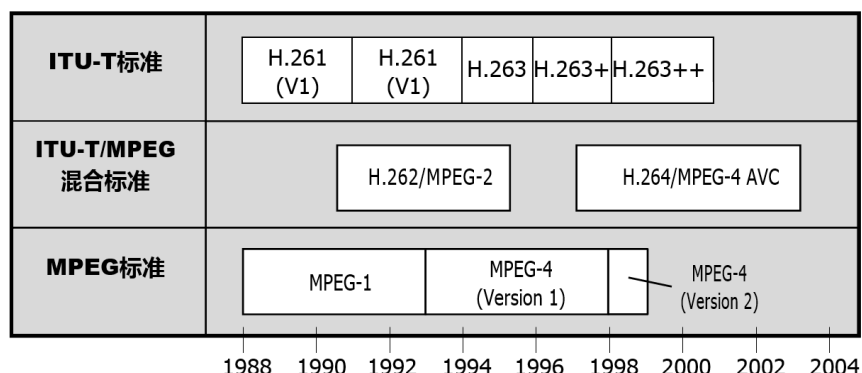 ITU-T标准
H.261
(V1)
H.261
(V1)
H.263
H.263+
H.263++
ITU-T/MPEG
混合标准
H.262/MPEG-2
H.264/MPEG-4 AVC
MPEG标准
MPEG-1
MPEG-4
(Version 1)
MPEG-4
(Version 2)
1988 1990 1992 1994 1996 1998 2000 2002 2004